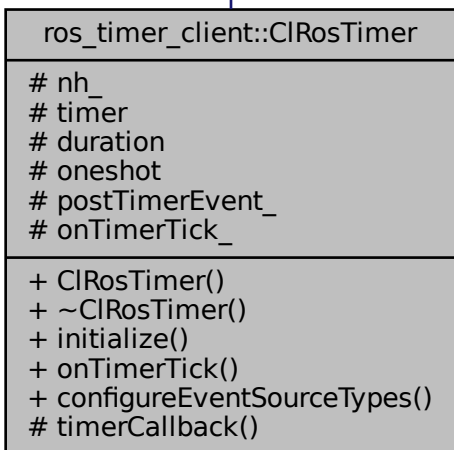 ros_timer_client::ClRosTimer
# nh_
# timer
# duration
# oneshot
# postTimerEvent_
# onTimerTick_
+ ClRosTimer()
+ ~ClRosTimer()
+ initialize()
+ onTimerTick()
+ configureEventSourceTypes()
# timerCallback()